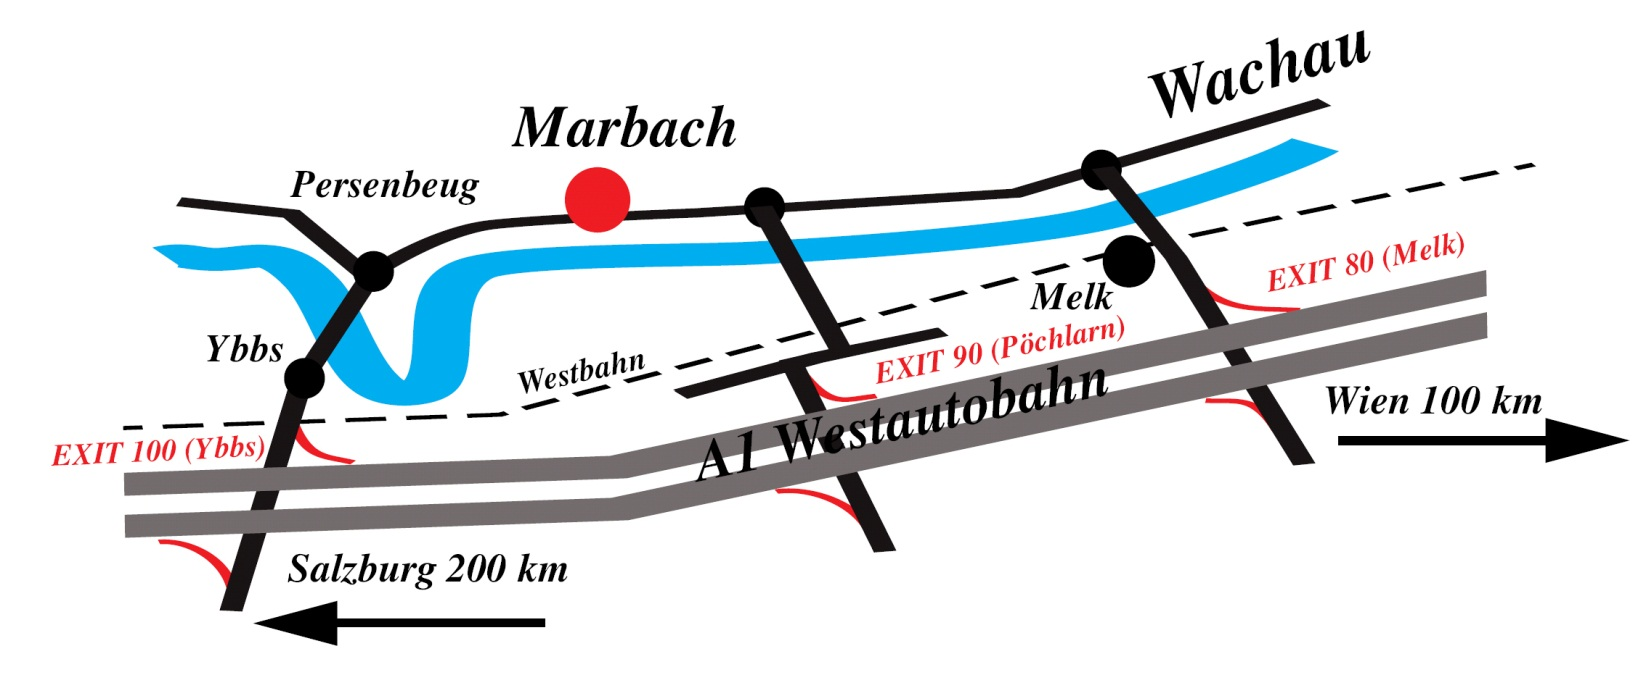 Wachau
Marbach
Persenbeug
EXIT 80 (Melk)
Melk
Ybbs
Westbahn
EXIT 90 (Pöchlarn)
A1 Westautobahn
Wien 100 km
EXIT 100 (Ybbs)
Salzburg 200 km